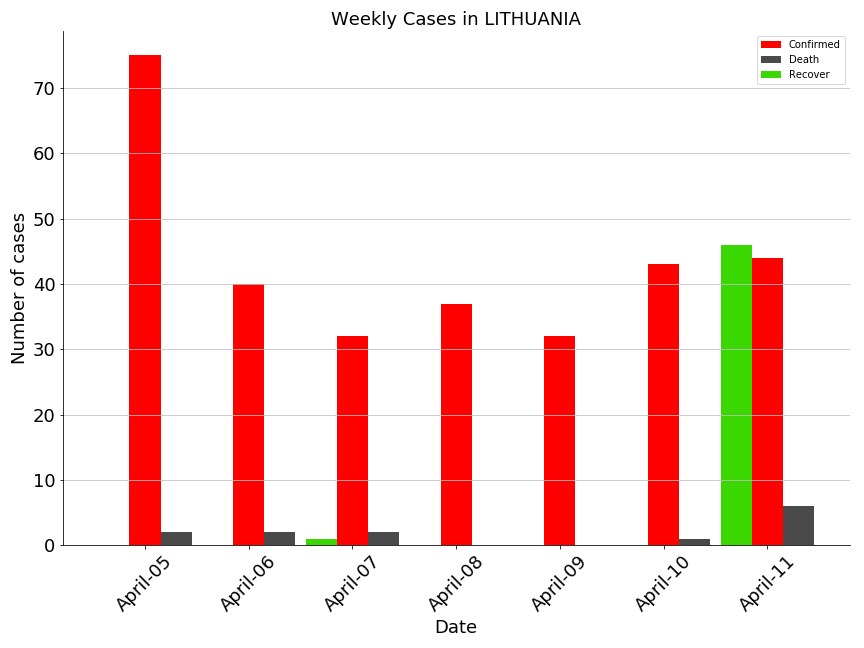 Weekly Cases in LITHUANIA
Confirmed
Death
Recover
Number of cases
70
60
50
40
30
20
10
0
April-05
April-06
April-07
April-08
April-09
April-10
April-11
Date